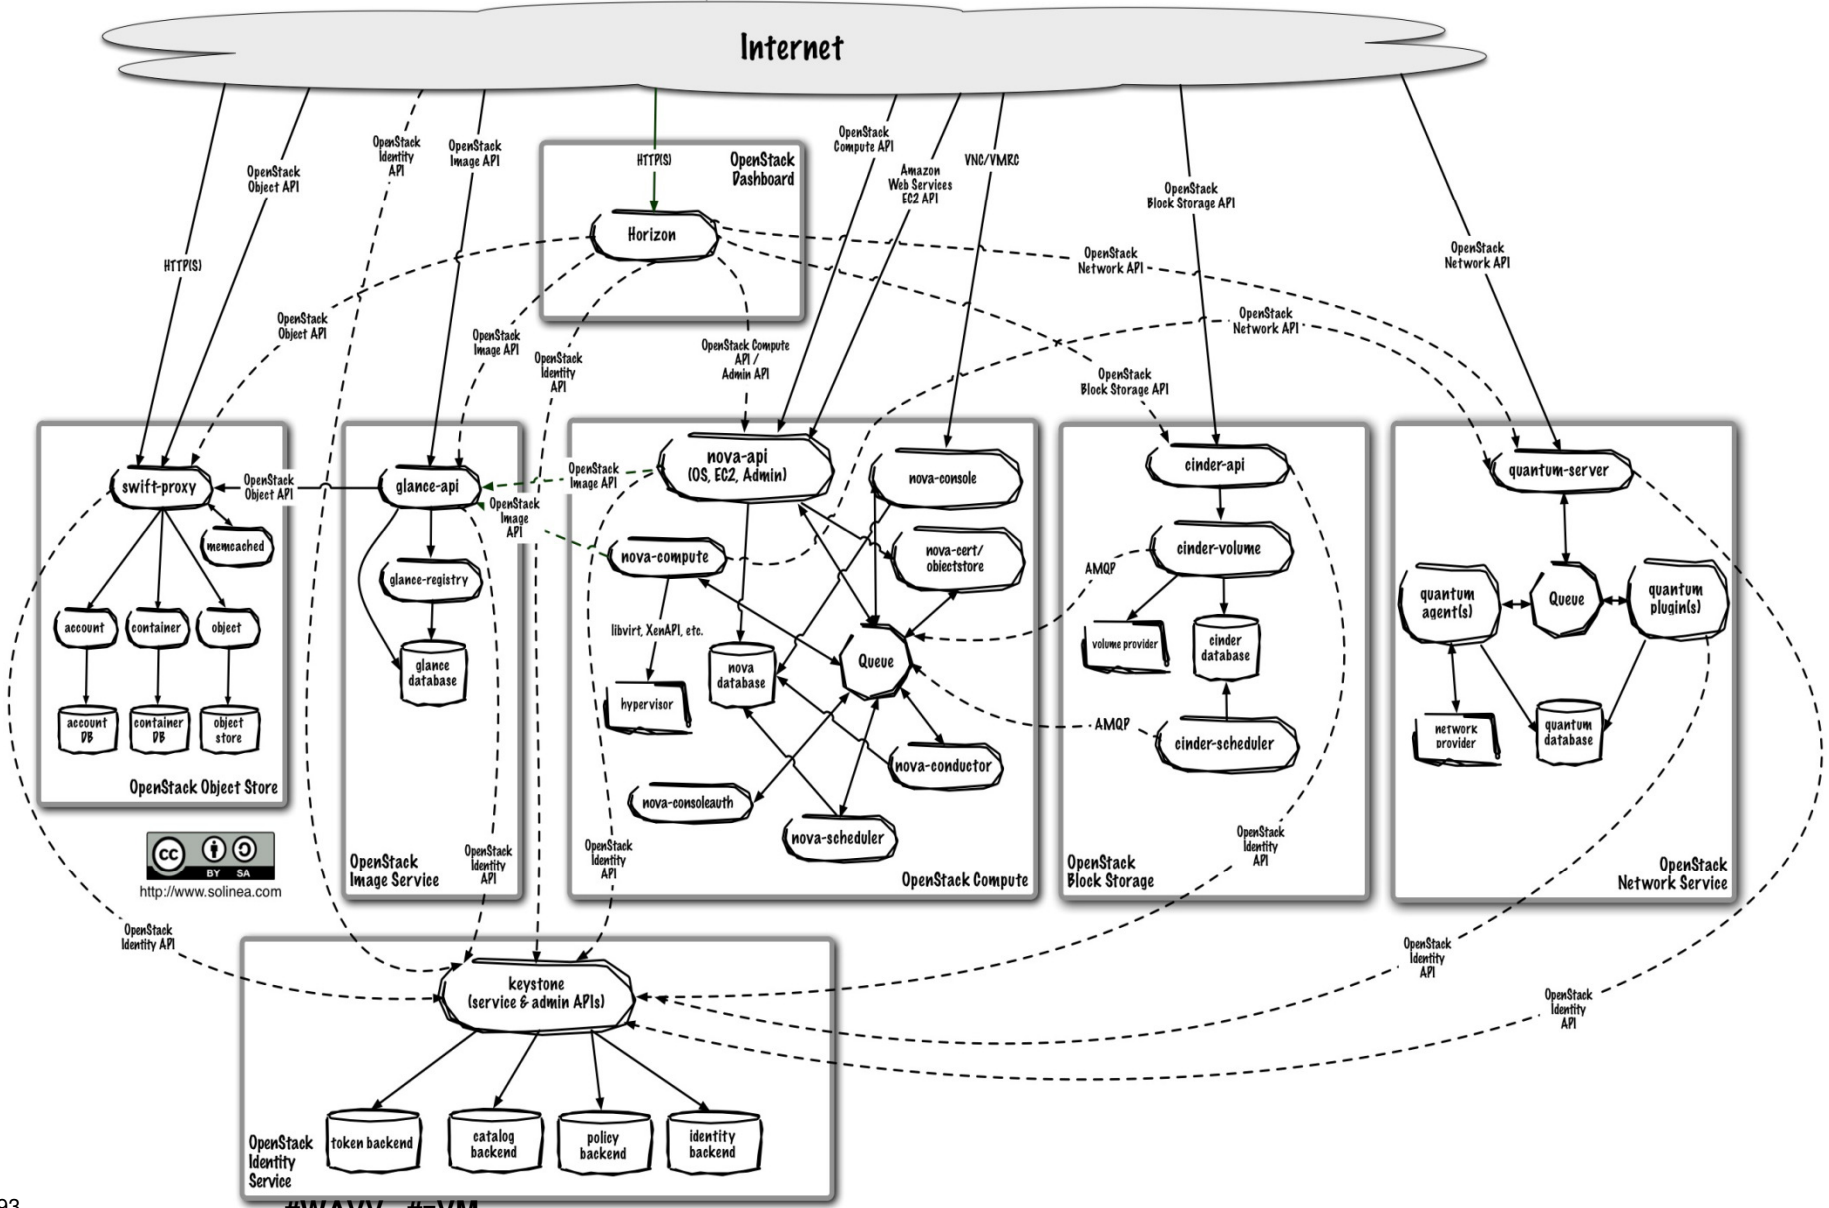 Internet
OpenStack
Identity
API
OpenStack
Image API
OpenStack
Object API
HTTP(S)
HTTP(S)
OpenStack
Dashboard
Horizon
OpenStack
Compute API
Amazon
Web Services
EC2 API
VNC/VMRC
OpenStack
Block Storage API
OpenStack
Network API
OpenStack
Network API
OpenStack
Network API
OpenStack
Object API
OpenStack
Image API
OpenStack
Identity
API
OpenStack Compute
API /
Admin API
OpenStack
Block Storage API
swift-proxy
OpenStack
Object API
memcached
account
container
object
account
DB
container
DB
object
store
OpenStack Object Store
glance-api
glance-registry
glance
database
OpenStack
Image Service
OpenStack
Identity
API
OpenStack
Image API
OpenStack
Image
API
nova-api
(OS, EC2, Admin)
nova-console
nova-compute
nova-cert/
objectstore
libvirt, XenAPI, etc.
hypervisor
nova
database
Queue
nova-conductor
nova-consoleauth
nova-scheduler
OpenStack
Identity
API
OpenStack Compute
cinder-api
cinder-volume
AMQP
volume provider
cinder
database
AMQP
cinder-scheduler
OpenStack
Identity
API
OpenStack
Block Storage
quantum-server
quantum
agent(s)
Queue
quantum
plugin(s)
network
provider
quantum
database
OpenStack
Network Service
cc
BY SA
http://www.solinea.com
OpenStack
Identity API
OpenStack
Identity
API
OpenStack
Identity
API
keystone
(service & admin APIs)
token backend
catalog
backend
policy
backend
identity
backend
OpenStack
Identity
Service